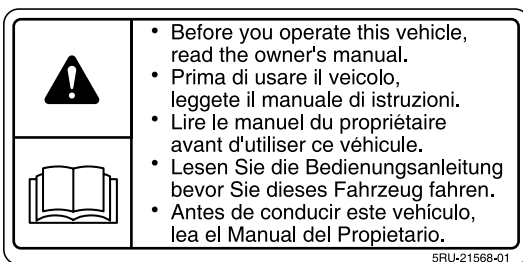 • Before you operate this vehicle,
read the owner's manual.
• Prima di usare il veicolo,
leggete il manuale di istruzioni.
• Lire le manuel du propriétaire
avant d'utiliser ce véhicule.
• Lesen Sie die Bedienungsanleitung
bevor Sie dieses Fahrzeug fahren.
• Antes de conducir este vehículo,
lea el Manual del Propietario.
5RU-21568-01